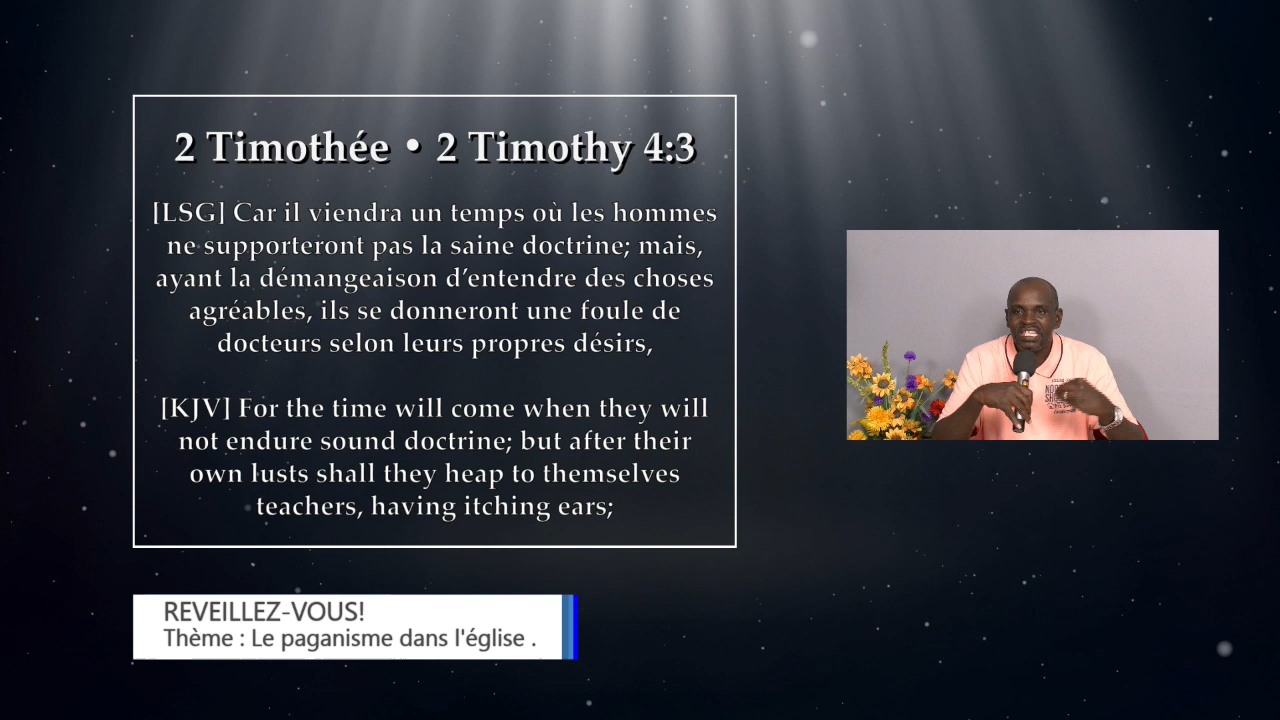 2 Timothée • 2 Timothy 4:3
[LSG] Car il viendra un temps où les hommes
ne supporteront pas la saine doctrine; mais,
ayant la démangeaison d’entendre des choses
agréables, ils se donneront une foule de
docteurs selon leurs propres désirs,
[KJV] For the time will come when they will
not endure sound doctrine; but after their
own lusts shall they heap to themselves
teachers, having itching ears;
REVEILLEZ-VOUS!
Thème : Le paganisme dans l'église .